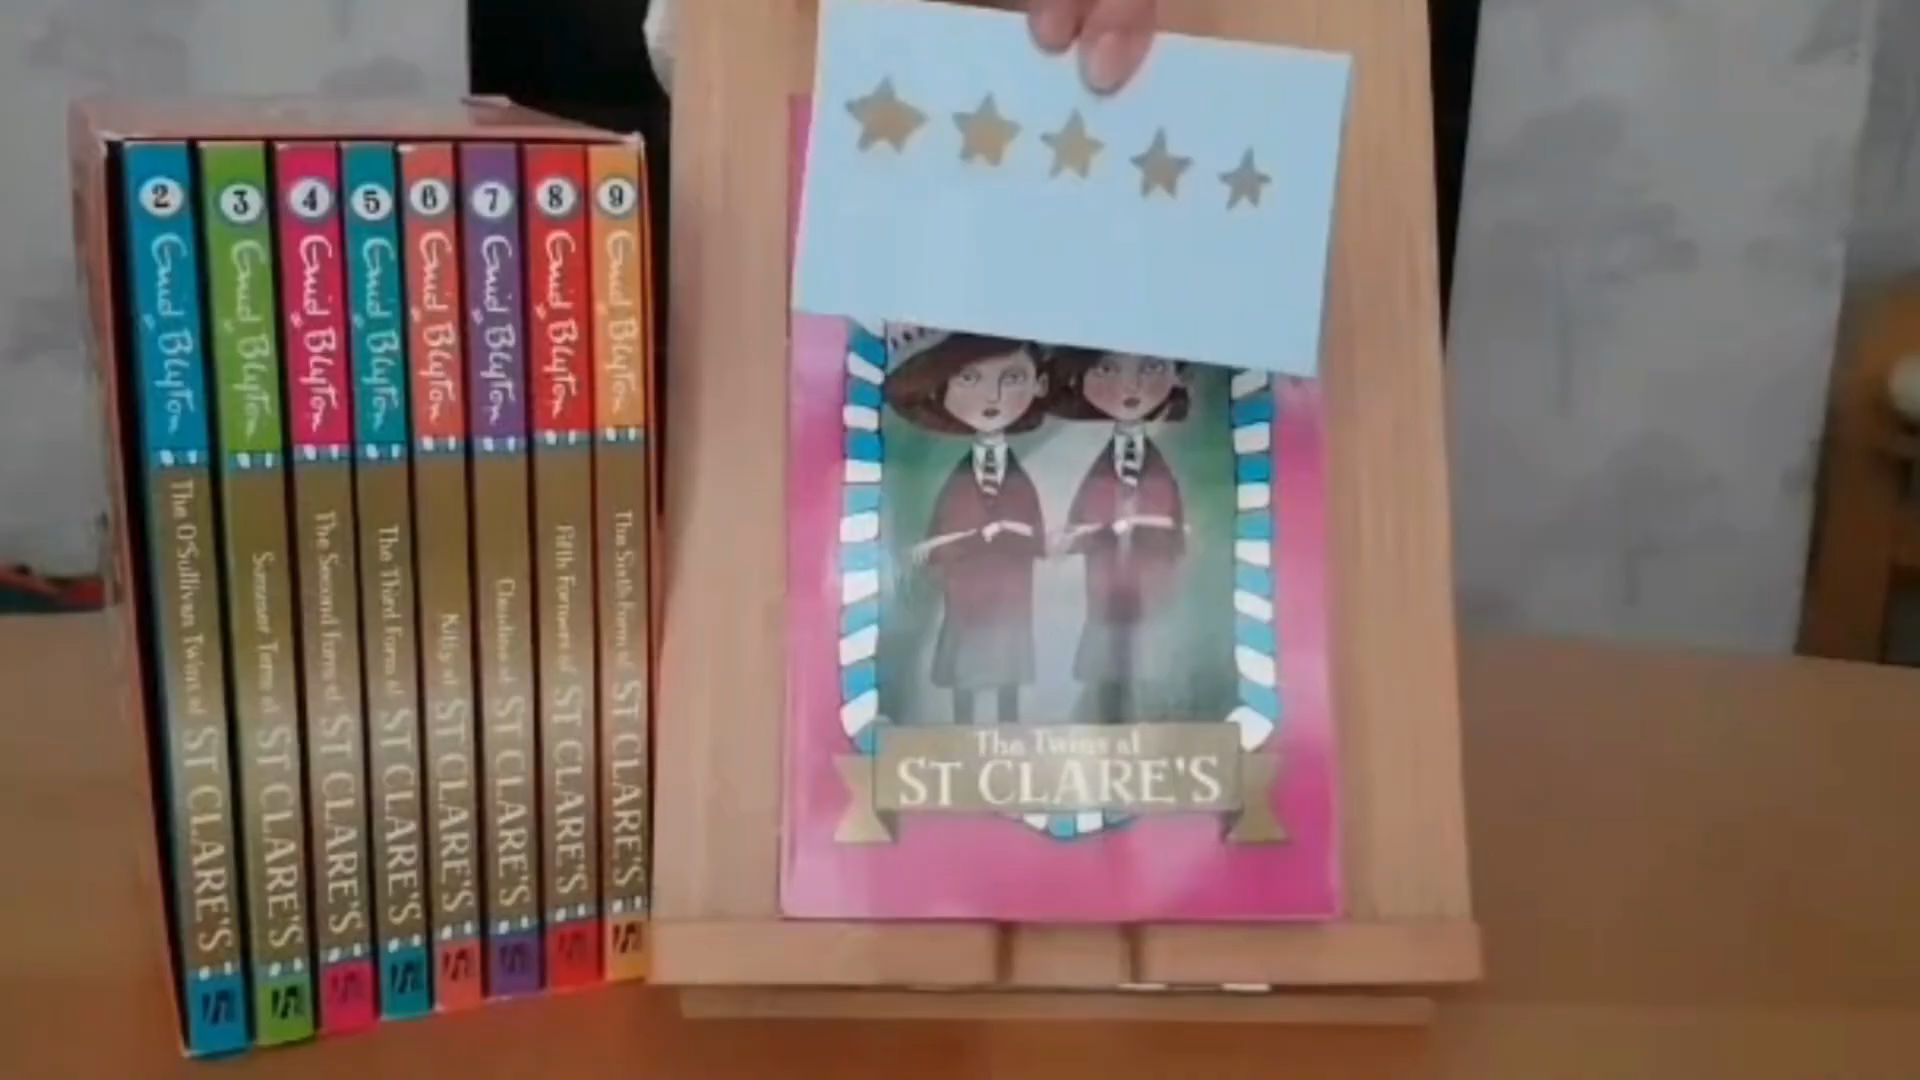 2 Enid Blyton The O'Sullivan Twins at ST CLARE'S
3 Enid Blyton Summer Term at ST CLARE'S
4 Enid Blyton The Second Form at ST CLARE'S
5 Enid Blyton The Third Form at ST CLARE'S
6 Enid Blyton Kitty at ST CLARE'S
7 Enid Blyton Claudine at ST CLARE'S
8 Enid Blyton Fifth Formers of ST CLARE'S
9 Enid Blyton The Sixth Form at ST CLARE'S
The Twins at
ST CLARE'S